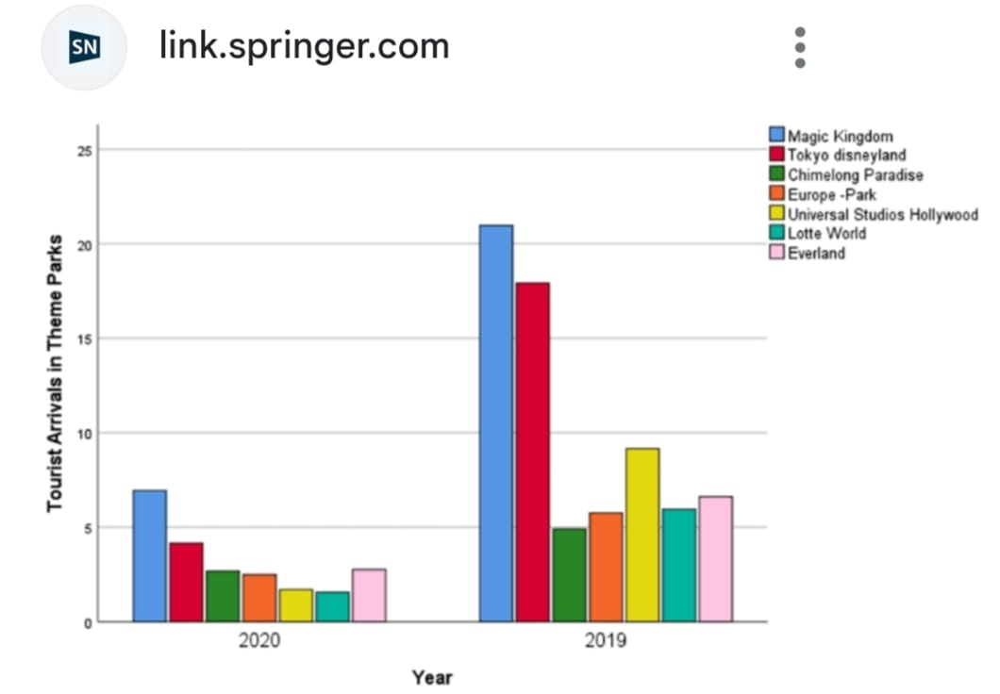 SN
link.springer.com
Magic Kingdom
Tokyo disneyland
Chimelong Paradise
Europe -Park
Universal Studios Hollywood
Lotte World
Everland
Tourist Arrivals in Theme Parks
25
20
15
10
5
0
2020
2019
Year